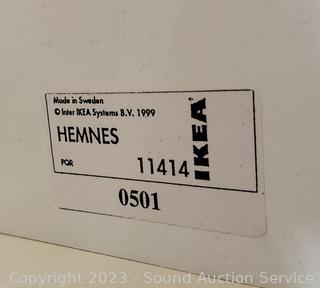 Made in Sweden
© Inter IKEA Systems B.V. 1999
HEMNES
PQR
11414
IKEA
0501
Copyright 2023 - Sound Auction Service